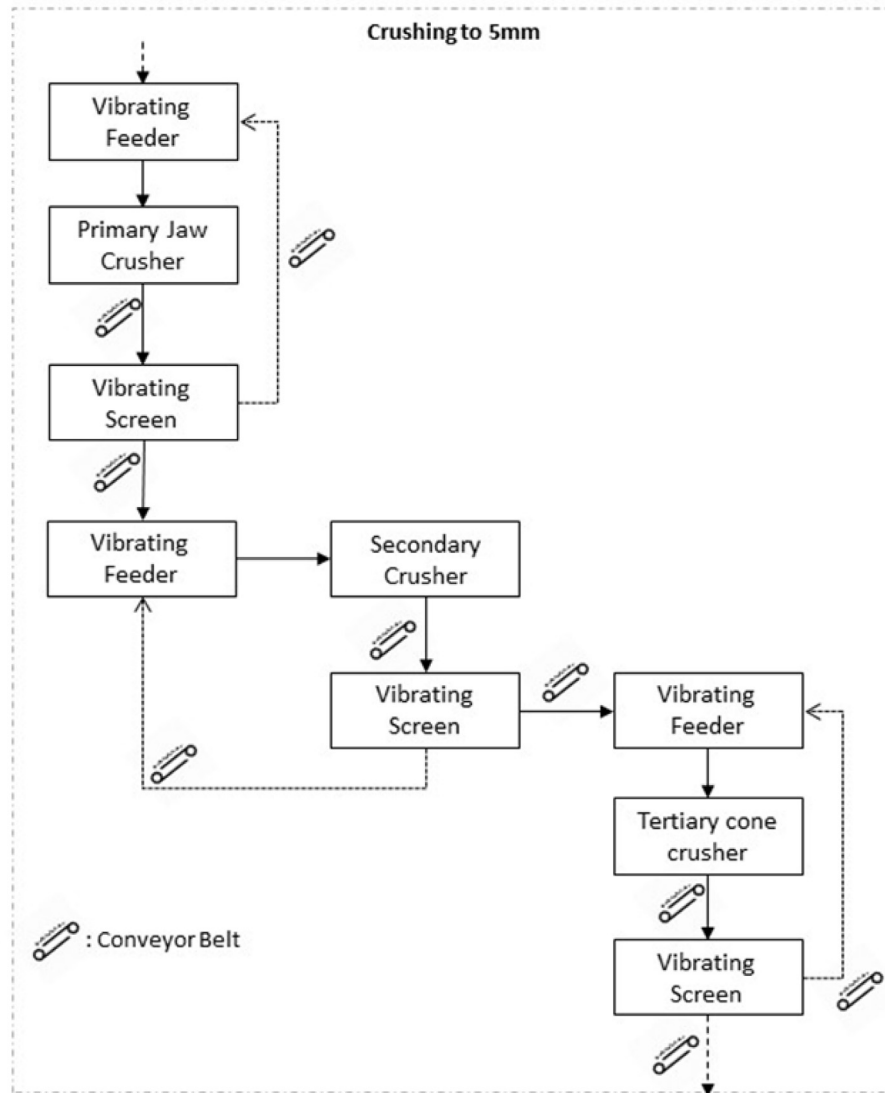 Crushing to 5mm
Vibrating
Feeder
Primary Jaw
Crusher
Vibrating
Screen
Vibrating
Feeder
Secondary
Crusher
Vibrating
Screen
Vibrating
Feeder
Tertiary cone
crusher
Vibrating
Screen
: Conveyor Belt